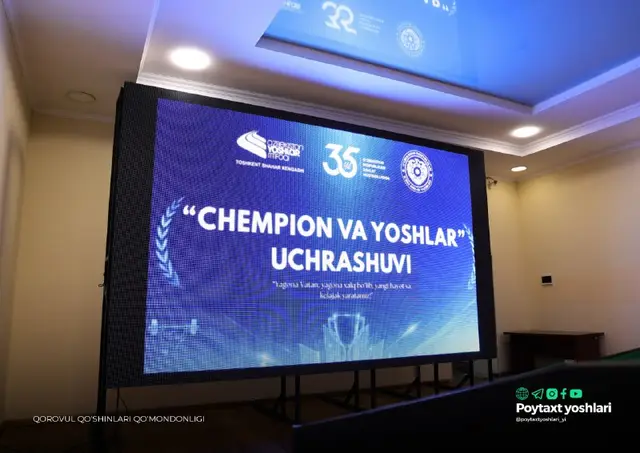 O'ZBEKISTON
YOSHLAR
ITTIFOQI
TOSHKENT SHAHAR KENGASHI
35
"CHEMPION VA YOSHLAR"
UCHRASHUVI
"Yagona Vatan, yagona xalq bo'lib, yangi hayot va
kelajak yaratamiz!"
QOROVUL QO'SHINLARI QO'MONDONLIGI
Poytaxt yoshlari
@poytaxtyoshlari_yi